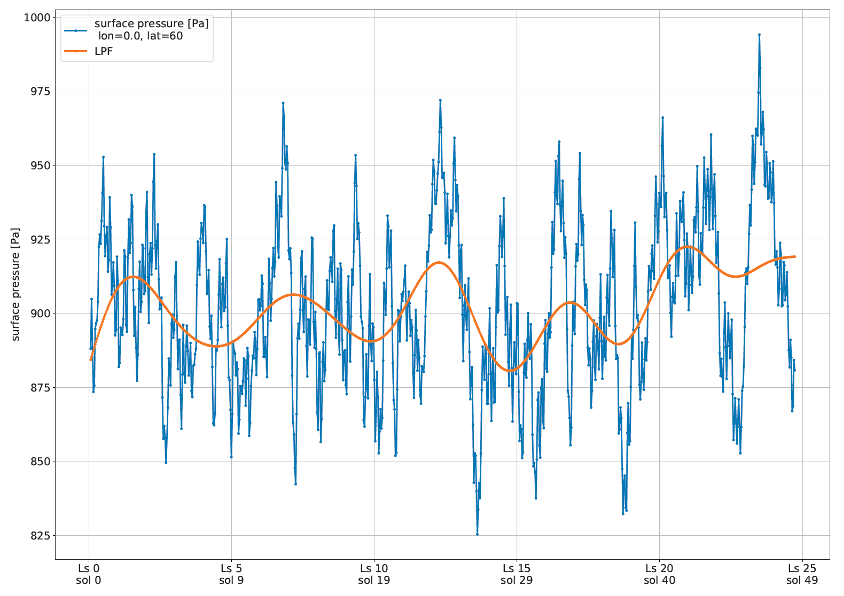 surface pressure [Pa]
lon=0.0, lat=60
LPF
surface pressure [Pa]
1000
975
950
925
900
875
850
825
Ls 0
sol 0
Ls 5
sol 9
Ls 10
sol 19
Ls 15
sol 29
Ls 20
sol 40
Ls 25
sol 49